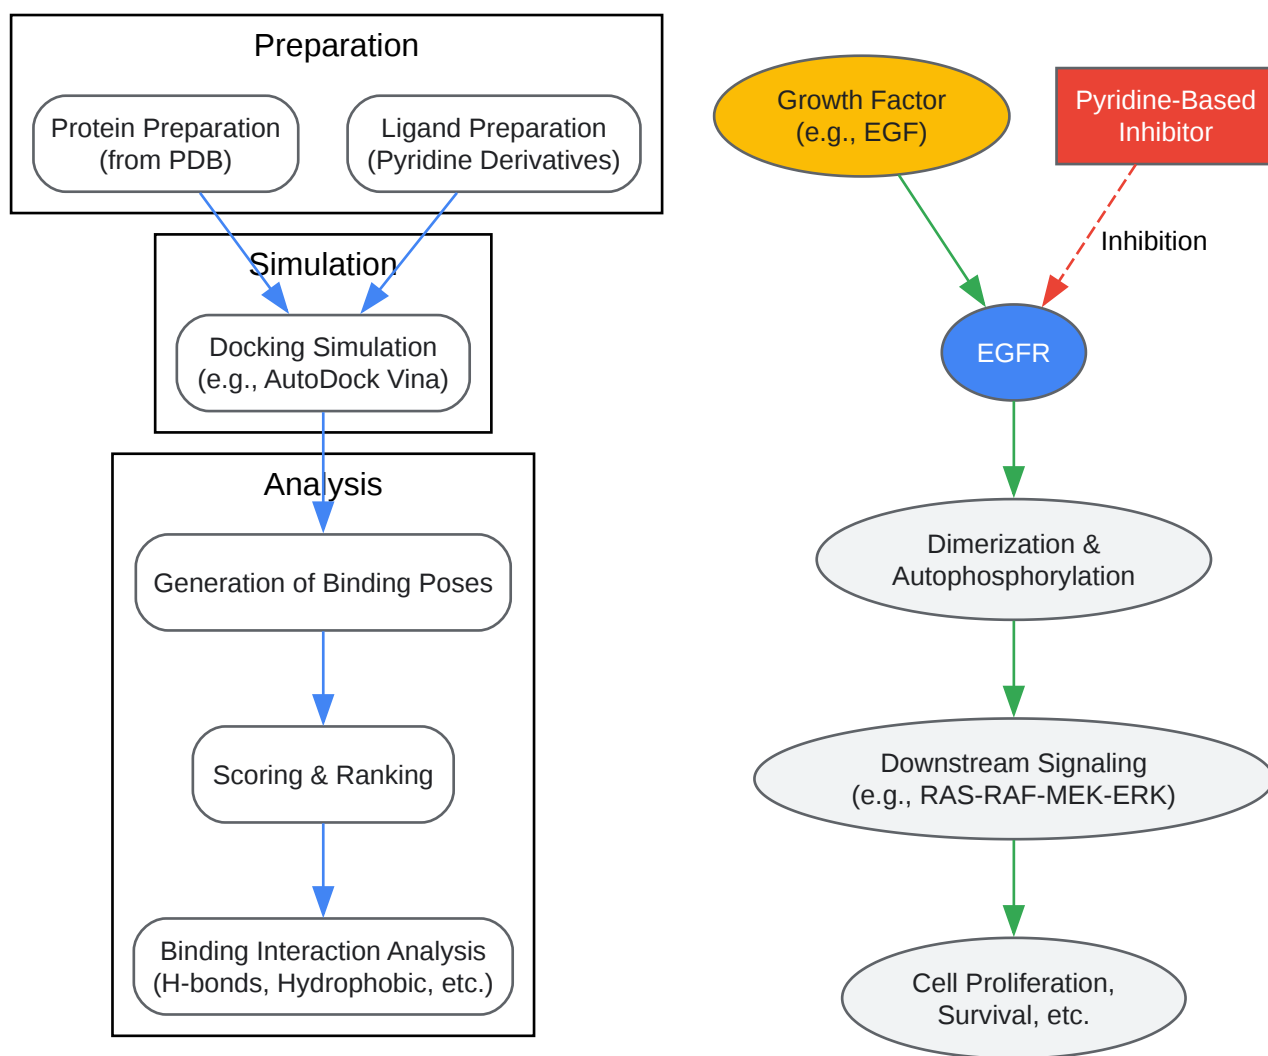 Preparation
Protein Preparation
(from PDB)
Ligand Preparation
(Pyridine Derivatives)
Simulation
Docking Simulation
(e.g., AutoDock Vina)
Analysis
Generation of Binding Poses
Scoring & Ranking
Binding Interaction Analysis
(H-bonds, Hydrophobic, etc.)
Growth Factor
(e.g., EGF)
Pyridine-Based
Inhibitor
Inhibition
EGFR
Dimerization &
Autophosphorylation
Downstream Signaling
(e.g., RAS-RAF-MEK-ERK)
Cell Proliferation,
Survival, etc.